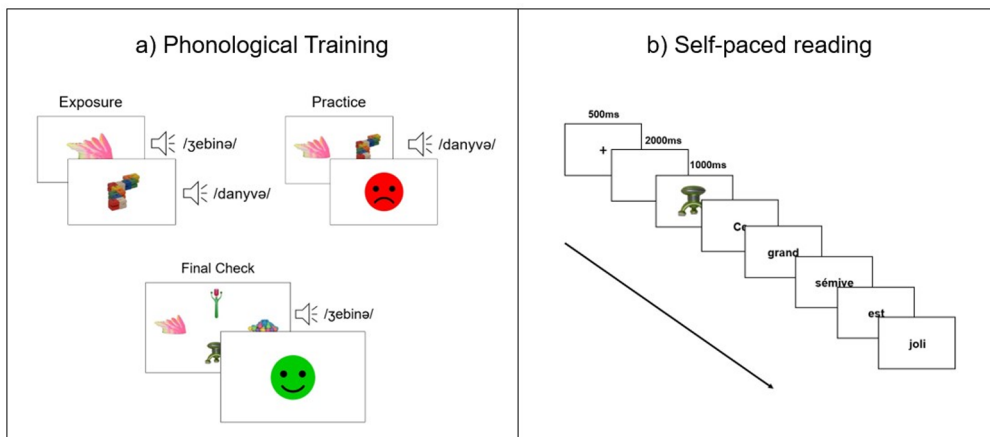 a) Phonological Training
Exposure
/ʒebinə/
/danyvə/
Practice
/danyvə/
Final Check
/ʒebinə/
b) Self-paced reading
500ms
+
2000ms
1000ms
Ce
grand
sémive
est
joli